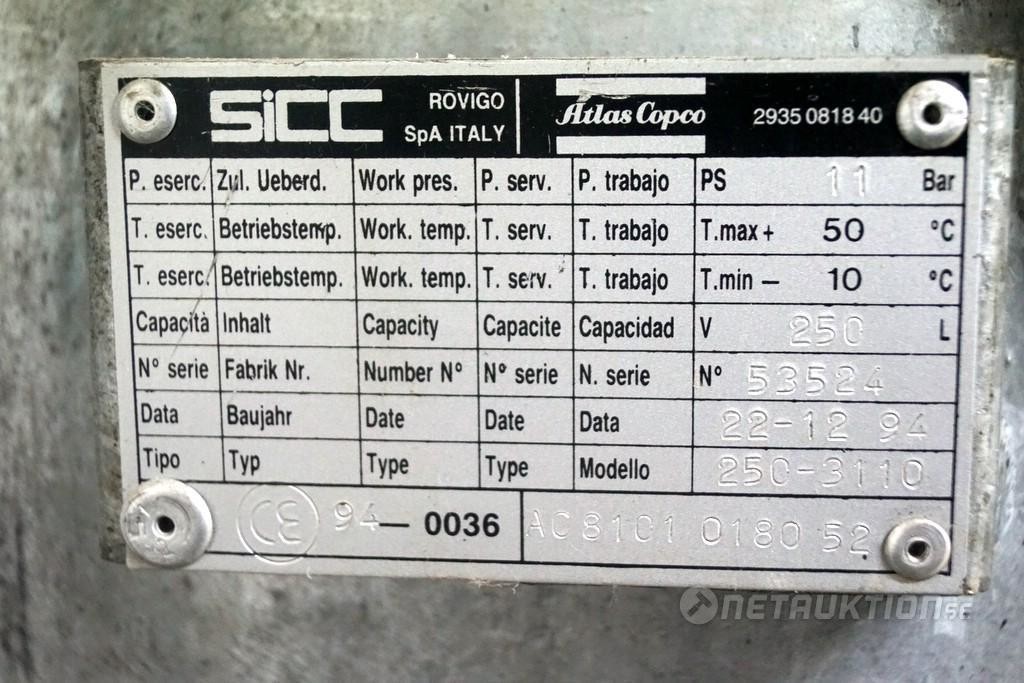 SICC ROVIGO SpA ITALY Atlas Copco 2935 0818 40
P. eserc. Zul. Ueberd. Work pres. P. serv. P. trabajo PS 11 Bar
T. eserc. Betriebstemp. Work. temp. T. serv. T. trabajo T.max + 50 °C
T. eserc. Betriebstemp. Work. temp. T. serv. T. trabajo T.min — 10 °C
Capacità Inhalt Capacity Capacite Capacidad V 250 L
N° serie Fabrik Nr. Number N° N° serie N. serie N° 53524
Data Baujahr Date Date Data 22-12 94
Tipo Typ Type Type Modello 250-3110
CE 94 — 0036 AC 8101 0180 52
NETAUKTION.SE